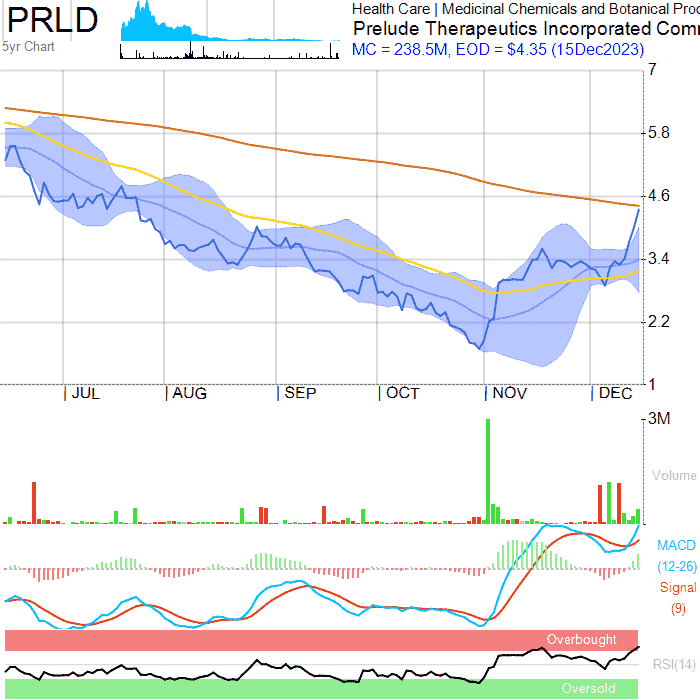 PRLD
5yr Chart
Health Care | Medicinal Chemicals and Botanical Prod
Prelude Therapeutics Incorporated Com
MC = 238.5M, EOD = $4.35 (15Dec2023)
7
5.8
4.6
3.4
2.2
1
JUL AUG SEP OCT NOV DEC
3M
Volume
MACD
(12-26)
Signal
(9)
Overbought
RSI(14)
Oversold